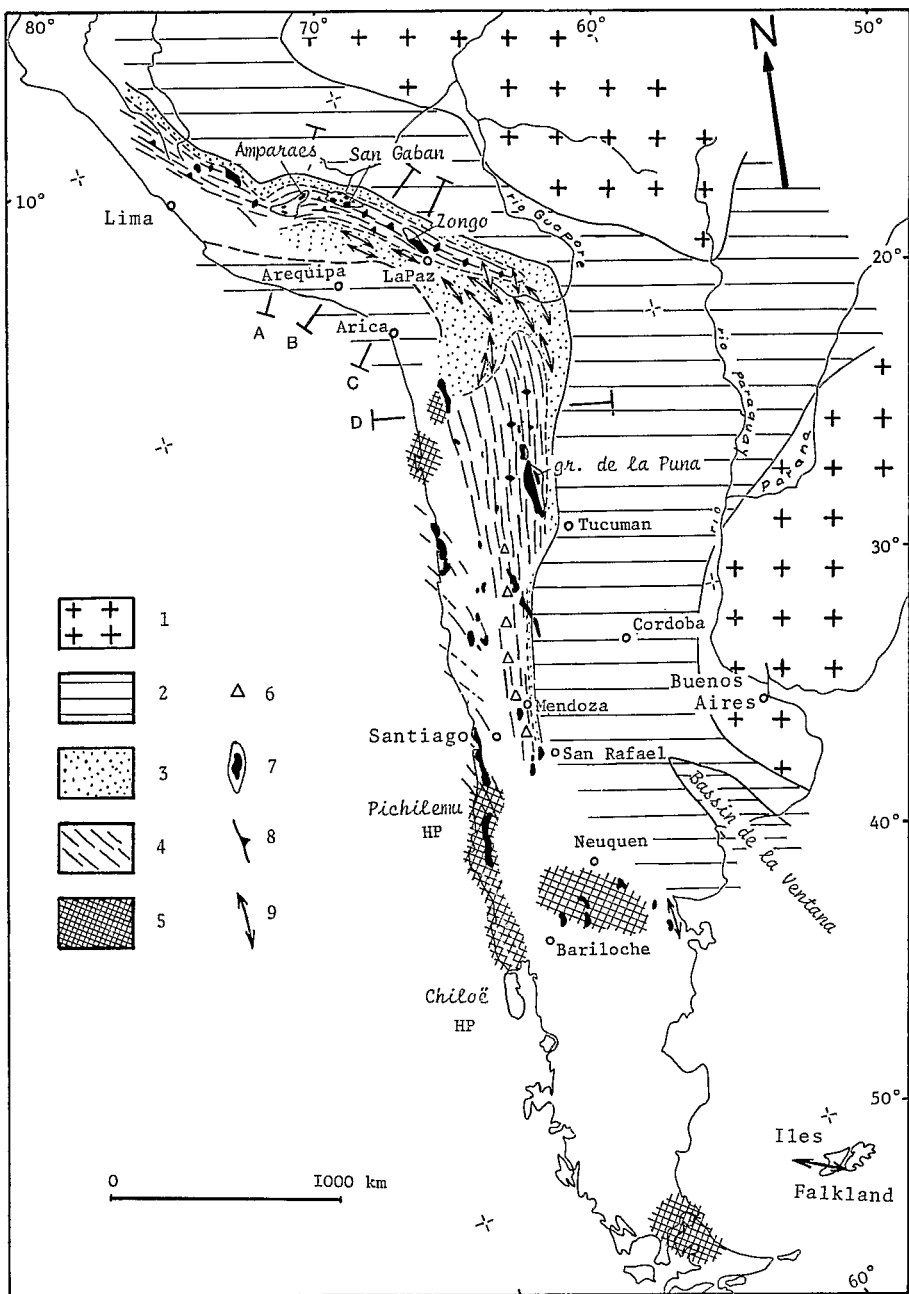 80°
70°
60°
50°
N
Amparaes
San Gaban
10°
Lima
Zongo
rio Guapore
20°
Arequipa
LaPaz
A
B
Arica
C
D
rio Paraguay
Parana
gr. de la Puna
Tucuman
30°
1
Cordoba
2
6
Buenos
Aires
Mendoza
Santiago
San Rafael
3
7
Pichilemu
HP
Bassin de la Ventana
40°
4
8
Neuquen
5
9
Bariloche
Chiloë
HP
50°
Iles
Falkland
0
1000 km
60°